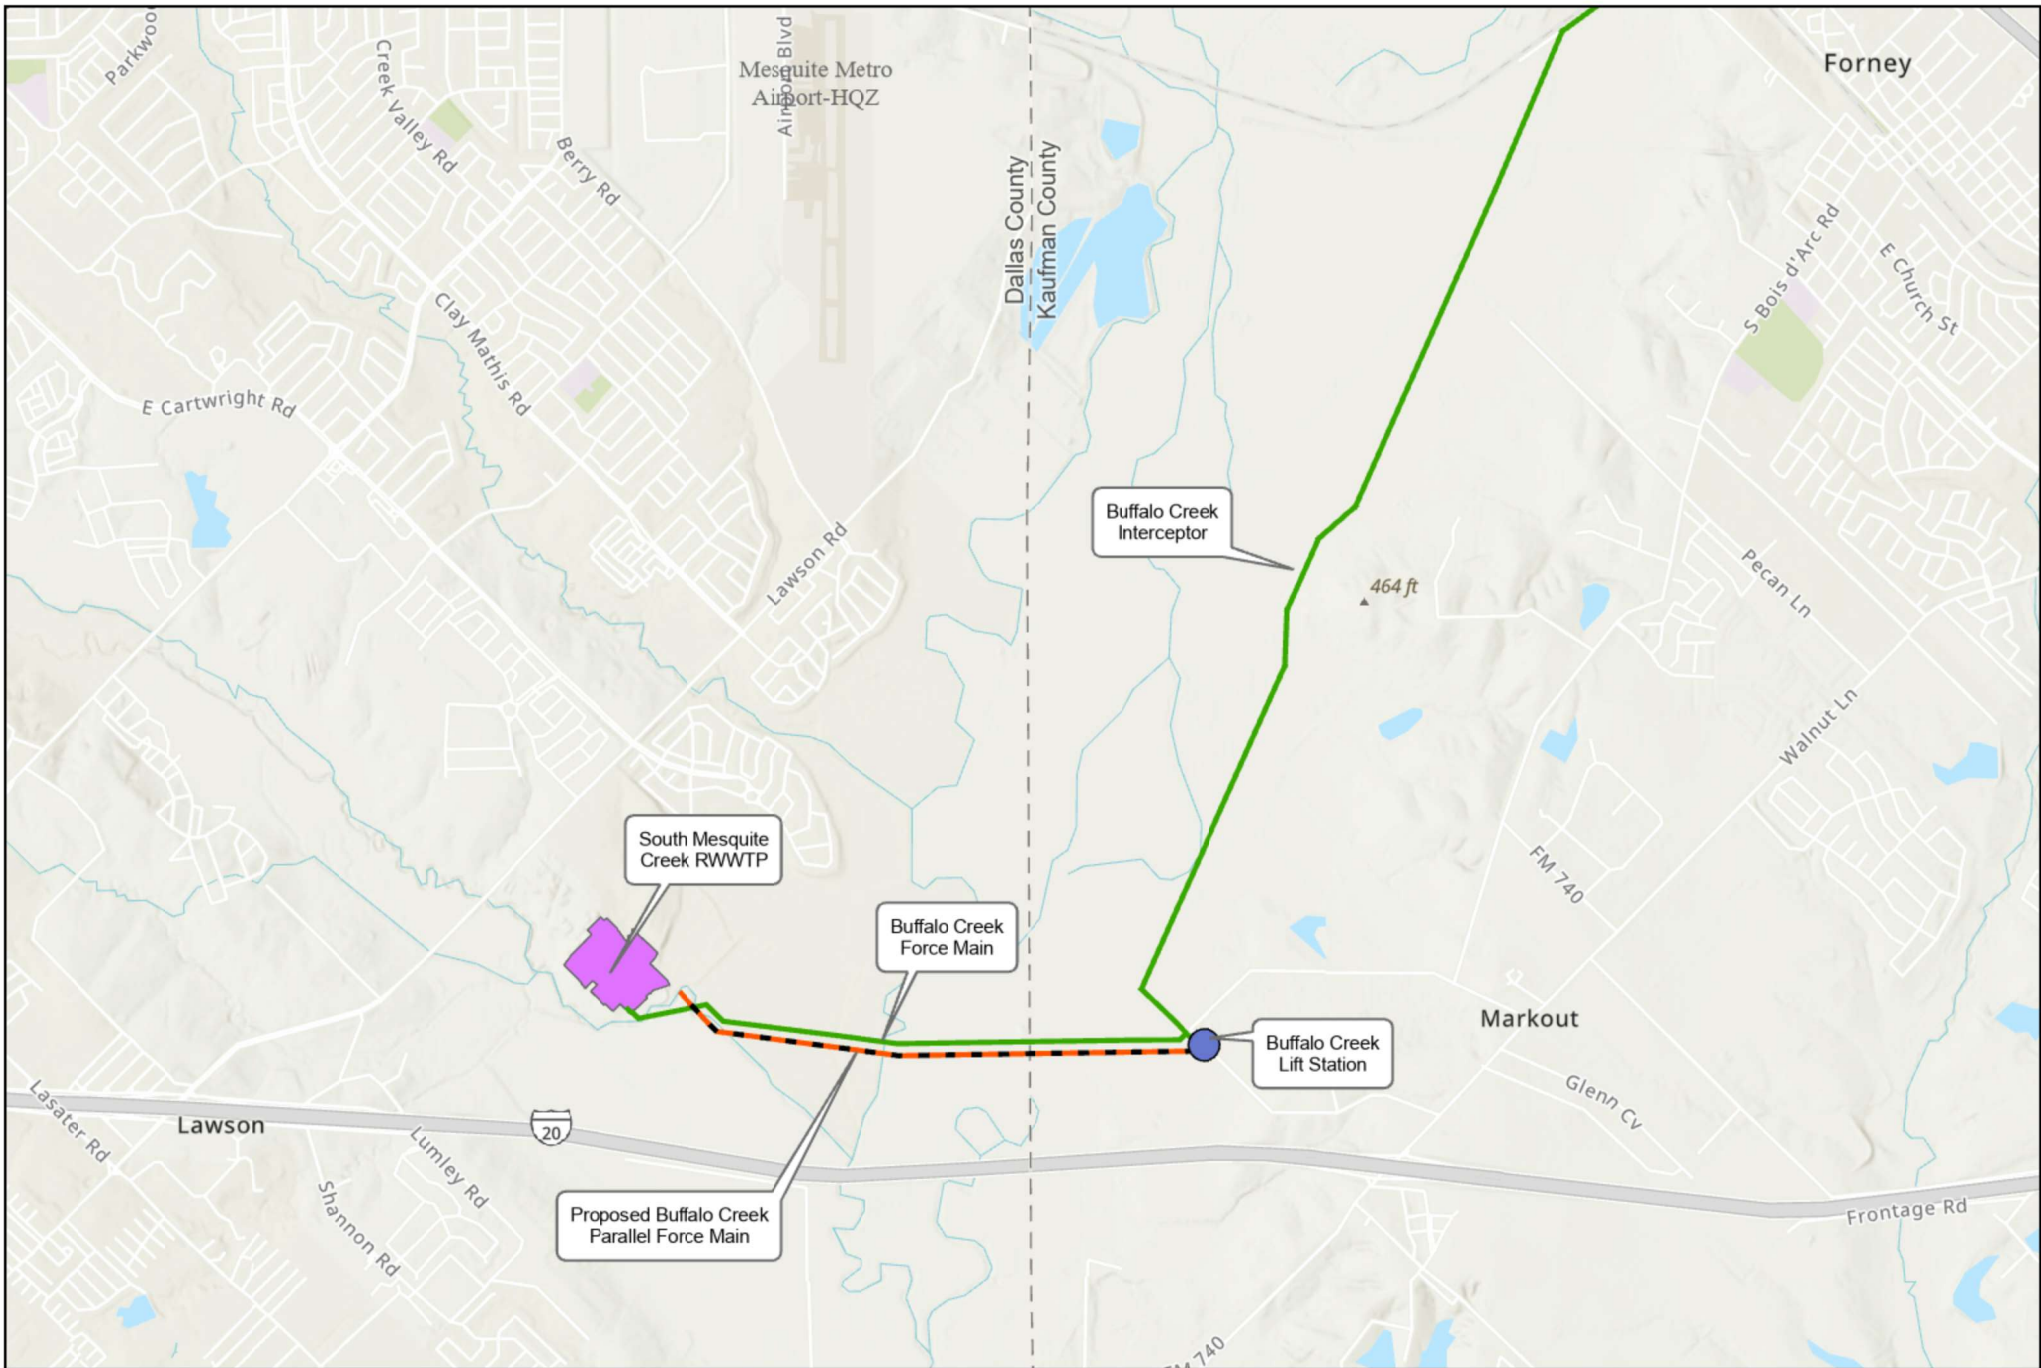 Parkwoo
Creek Valley Rd
Airport Blvd
Mesquite Metro
Airport-HQZ
Forney
Berry Rd
Dallas County
Kaufman County
S Bois d'Arc Rd
E Church St
Clay Mathis Rd
E Cartwright Rd
Buffalo Creek
Interceptor
Lawson Rd
464 ft
Pecan Ln
Walnut Ln
South Mesquite
Creek RWWTP
FM 740
Buffalo Creek
Force Main
Markout
Buffalo Creek
Lift Station
Glenn Cv
Lasater Rd
Lawson
20
Lumley Rd
Shannon Rd
Proposed Buffalo Creek
Parallel Force Main
Frontage Rd
740